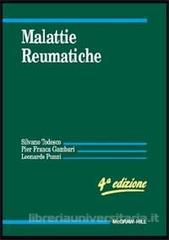 Malattie
Reumatiche
Silvano Todesco
Pier Franca Gambari
Leonardo Punzi
4ª edizione
McGRAW-HILL
libreriauniversitaria.it